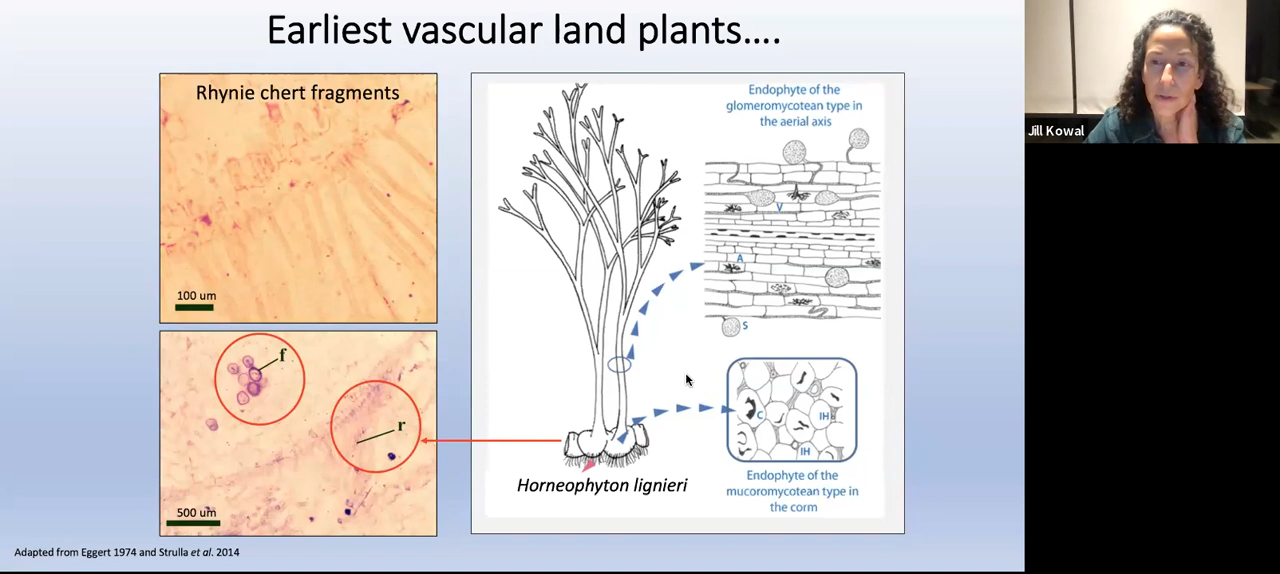 Earliest vascular land plants....
Rhynie chert fragments
100 um
f
r
500 um
Endophyte of the
glomeromycotean type in
the aerial axis
V
A
S
C
IH
IH
Endophyte of the
mucoromycotean type in
the corm
Horneophyton lignieri
Adapted from Eggert 1974 and Strulla et al. 2014
Jill Kowal